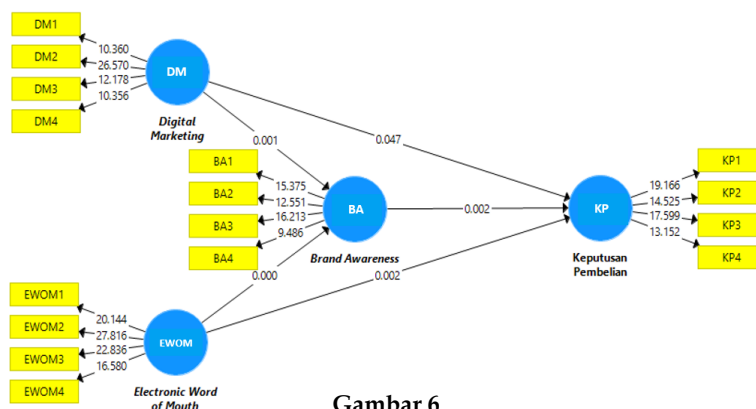 DM1
DM2
DM3
DM4
10.360
26.570
12.178
10.356
DM
Digital
Marketing
0.001
0.047
BA1
BA2
BA3
BA4
15.375
12.551
16.213
9.486
BA
Brand Awareness
0.002
0.000
0.002
KP
Keputusan
Pembelian
19.166
14.525
17.599
13.152
KP1
KP2
KP3
KP4
EWOM1
EWOM2
EWOM3
EWOM4
20.144
27.816
22.836
16.580
EWOM
Electronic Word
of Mouth
Gambar 6